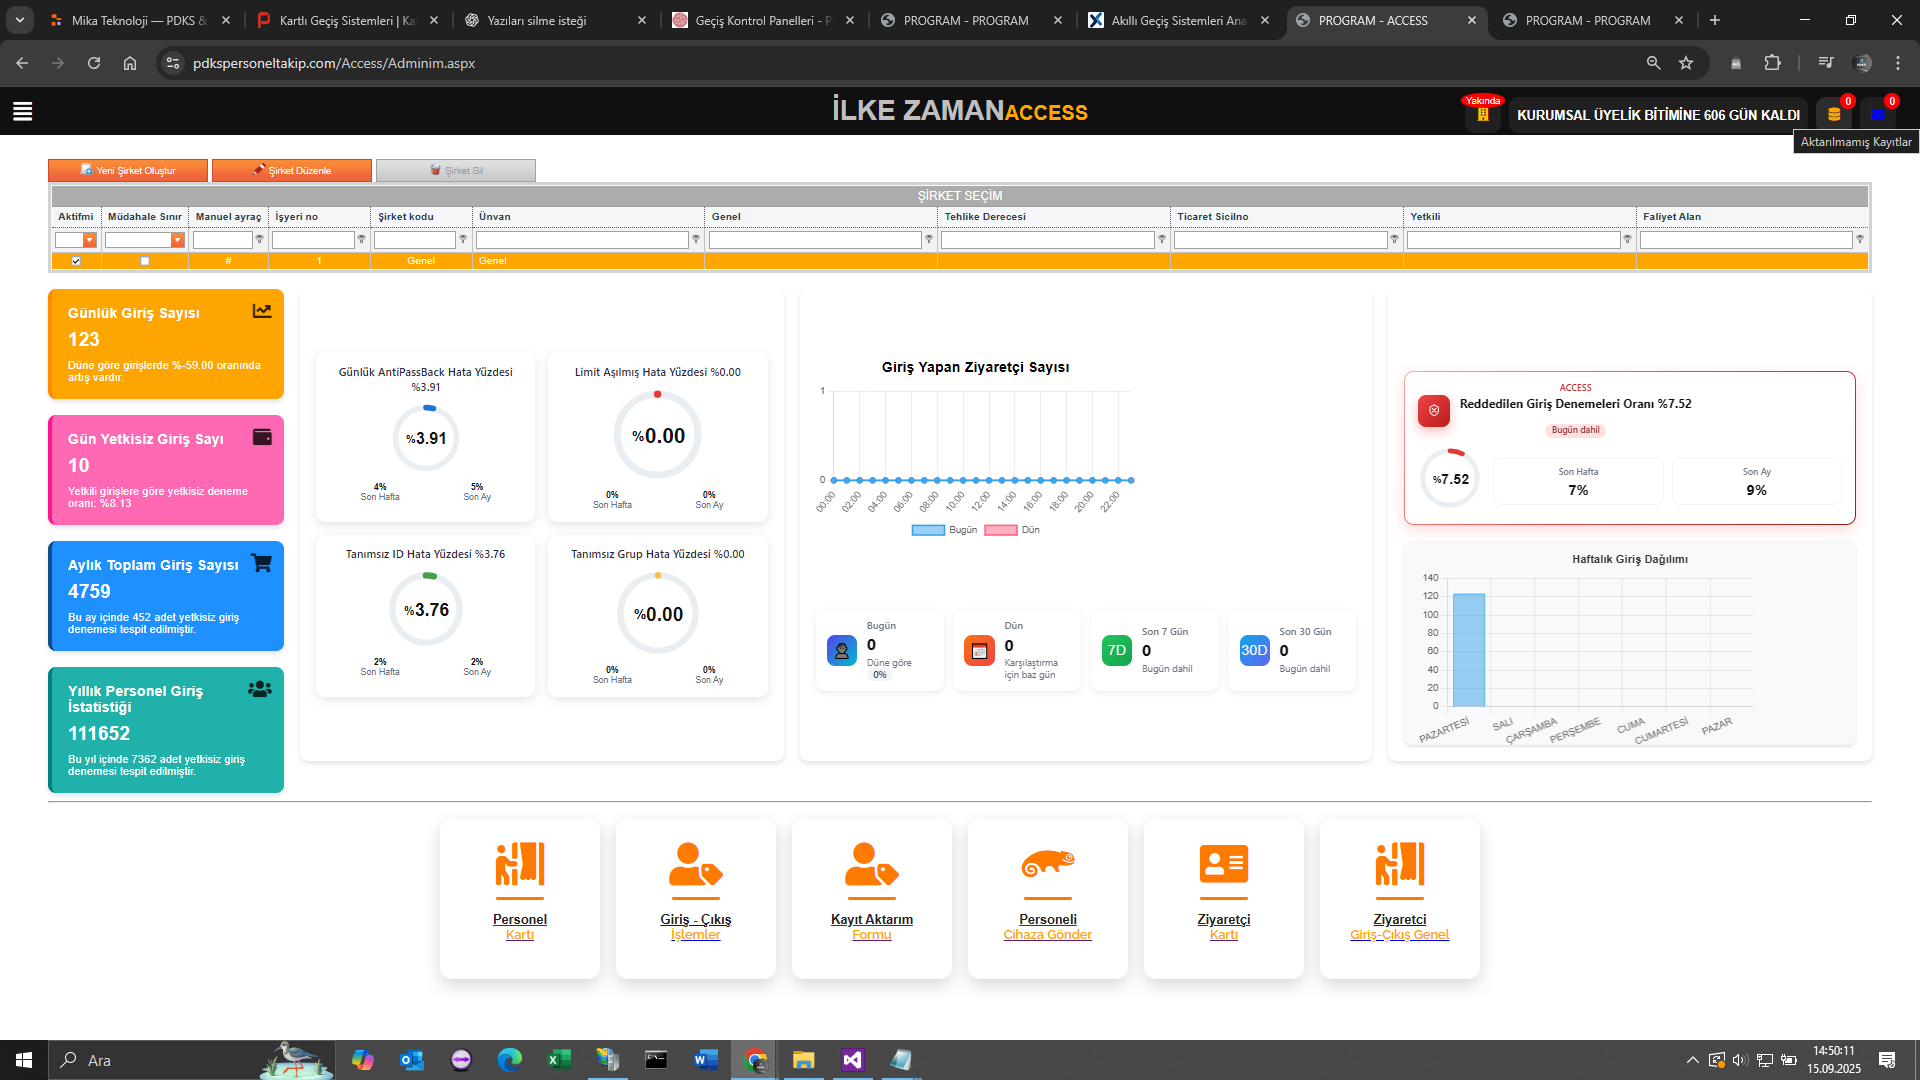 Mika Teknoloji — PDKS &
Kartlı Geçiş Sistemleri | Ka
Yazıları silme isteği
Geçiş Kontrol Panelleri - P
PROGRAM - PROGRAM
Akıllı Geçiş Sistemleri Ana
PROGRAM - ACCESS
PROGRAM - PROGRAM
pdkspersoneltakip.com/Access/Adminim.aspx
İLKE ZAMANACCESS
Yakında
KURUMSAL ÜYELİK BİTİMİNE 606 GÜN KALDI
0
0
Aktarılmamış Kayıtlar
Yeni Şirket Oluştur
Şirket Düzenle
Şirket Sil
ŞİRKET SEÇİM
Aktifmi Müdahale Sınır Manuel ayraç İşyeri no Şirket kodu Ünvan Genel Tehlike Derecesi Ticaret Sicilno Yetkili Faliyet Alan
# 1 Genel Genel
Günlük Giriş Sayısı
123
Düne göre girişlerde %-59.00 oranında
artış vardır.
Gün Yetkisiz Giriş Sayı
10
Yetkili girişlere göre yetkisiz deneme
oranı: %8.13
Aylık Toplam Giriş Sayısı
4759
Bu ay içinde 452 adet yetkisiz giriş
denemesi tespit edilmiştir.
Yıllık Personel Giriş
İstatistiği
111652
Bu yıl içinde 7362 adet yetkisiz giriş
denemesi tespit edilmiştir.
Günlük AntiPassBack Hata Yüzdesi
%3.91
%3.91
4% 5%
Son Hafta Son Ay
Limit Aşılmış Hata Yüzdesi %0.00
%0.00
0% 0%
Son Hafta Son Ay
Tanımsız ID Hata Yüzdesi %3.76
%3.76
2% 2%
Son Hafta Son Ay
Tanımsız Grup Hata Yüzdesi %0.00
%0.00
0% 0%
Son Hafta Son Ay
Giriş Yapan Ziyaretçi Sayısı
1
0
00:00 02:00 04:00 06:00 08:00 10:00 12:00 14:00 16:00 18:00 20:00 22:00
Bugün Dün
Bugün
0
Düne göre
0%
Dün
0
Karşılaştırma
için baz gün
7D
Son 7 Gün
0
Bugün dahil
30D
Son 30 Gün
0
Bugün dahil
ACCESS
Reddedilen Giriş Denemeleri Oranı %7.52
Bugün dahil
%7.52
Son Hafta
7%
Son Ay
9%
Haftalık Giriş Dağılımı
140
120
100
80
60
40
20
0
PAZARTESİ SALI ÇARŞAMBA PERŞEMBE CUMA CUMARTESİ PAZAR
Personel
Kartı
Giriş - Çıkış
İşlemler
Kayıt Aktarım
Formu
Personeli
Cihaza Gönder
Ziyaretçi
Kartı
Ziyaretci
Giriş-Çıkış Genel
Ara
14:50:11
15.09.2025